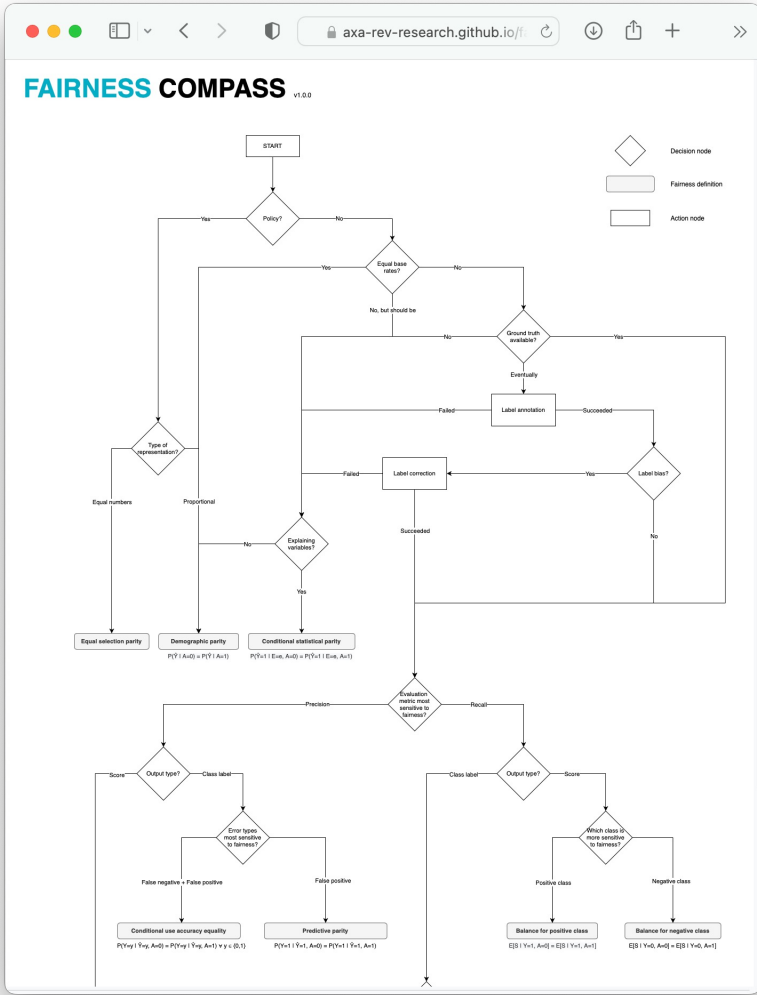 axa-rev-research.github.io/f
FAIRNESS COMPASS v1.0.0
START
Decision node
Fairness definition
Action node
Policy?
Yes
No
Equal base
rates?
Yes
No
No, but should be
Ground truth
available?
No
Yes
Eventually
Label annotation
Failed
Succeeded
Type of
representation?
Label correction
Failed
Yes
Label bias?
Equal numbers
Proportional
Succeeded
No
Explaining
variables?
No
Yes
Equal selection parity
Demographic parity
Conditional statistical parity
P(Ŷ | A=0) = P(Ŷ | A=1)
P(Ŷ=1 | E=e, A=0) = P(Ŷ=1 | E=e, A=1)
Evaluation
metric most
sensitive to
fairness?
Precision
Recall
Score
Output type?
Class label
Class label
Output type?
Score
Error types
most sensitive
to fairness?
Which class is
more sensitive
to fairness?
False negative + False positive
False positive
Positive class
Negative class
Conditional use accuracy equality
Predictive parity
Balance for positive class
Balance for negative class
P(Y=y | Ŷ=y, A=0) = P(Y=y | Ŷ=y, A=1) ∀ y ∈ {0,1}
P(Y=1 | Ŷ=1, A=0) = P(Y=1 | Ŷ=1, A=1)
E[S | Y=1, A=0] = E[S | Y=1, A=1]
E[S | Y=0, A=0] = E[S | Y=0, A=1]